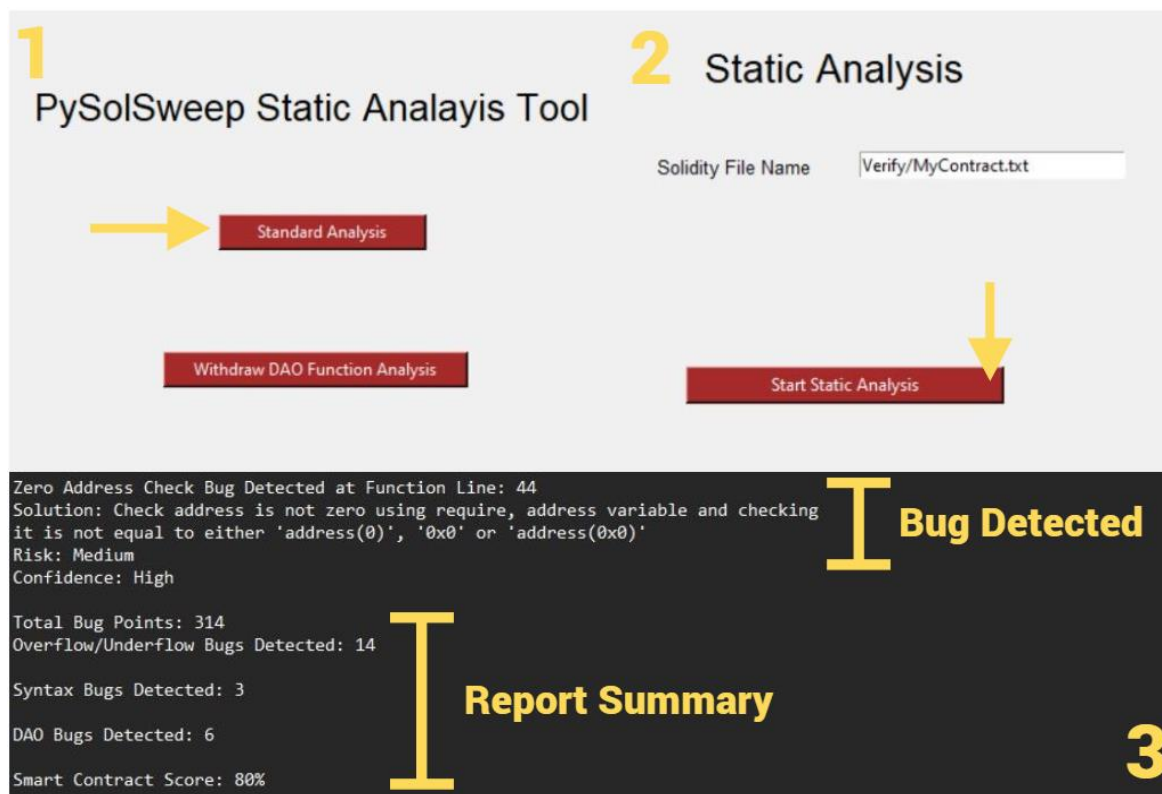 1
PySolSweep Static Analayis Tool
Standard Analysis
Withdraw DAO Function Analysis
2
Static Analysis
Solidity File Name
Verify/MyContract.txt
Start Static Analysis
Zero Address Check Bug Detected at Function Line: 44
Solution: Check address is not zero using require, address variable and checking
it is not equal to either 'address(0)', '0x0' or 'address(0x0)'
Risk: Medium
Confidence: High
Bug Detected
Total Bug Points: 314
Overflow/Underflow Bugs Detected: 14
Syntax Bugs Detected: 3
DAO Bugs Detected: 6
Smart Contract Score: 80%
Report Summary
3